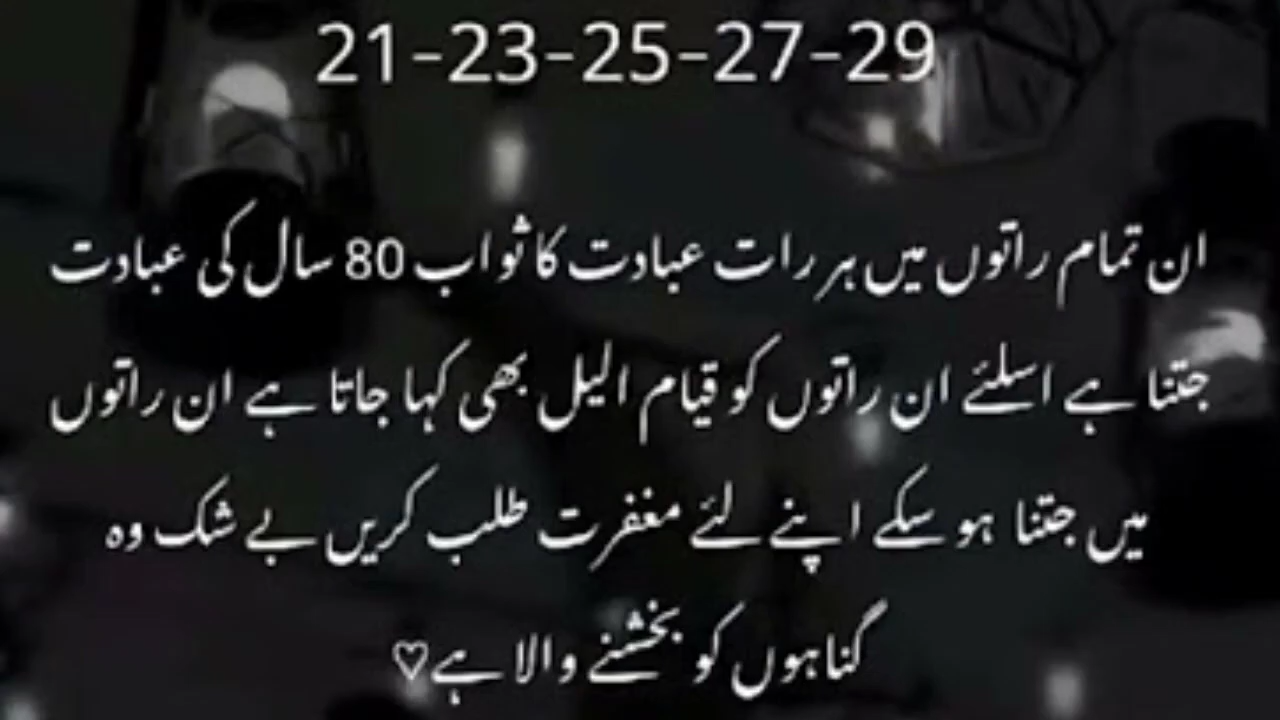 21-23-25-27-29
ان تمام راتوں میں ہر رات عبادت کا ثواب 80 سال کی عبادت
جتنا ہے اسلئے ان راتوں کو قیام الیل بھی کہا جاتا ہے ان راتوں
میں جتنا ہو سکے اپنے لئے مغفرت طلب کریں بے شک وہ
گناہوں کو بخشنے والا ہے♡